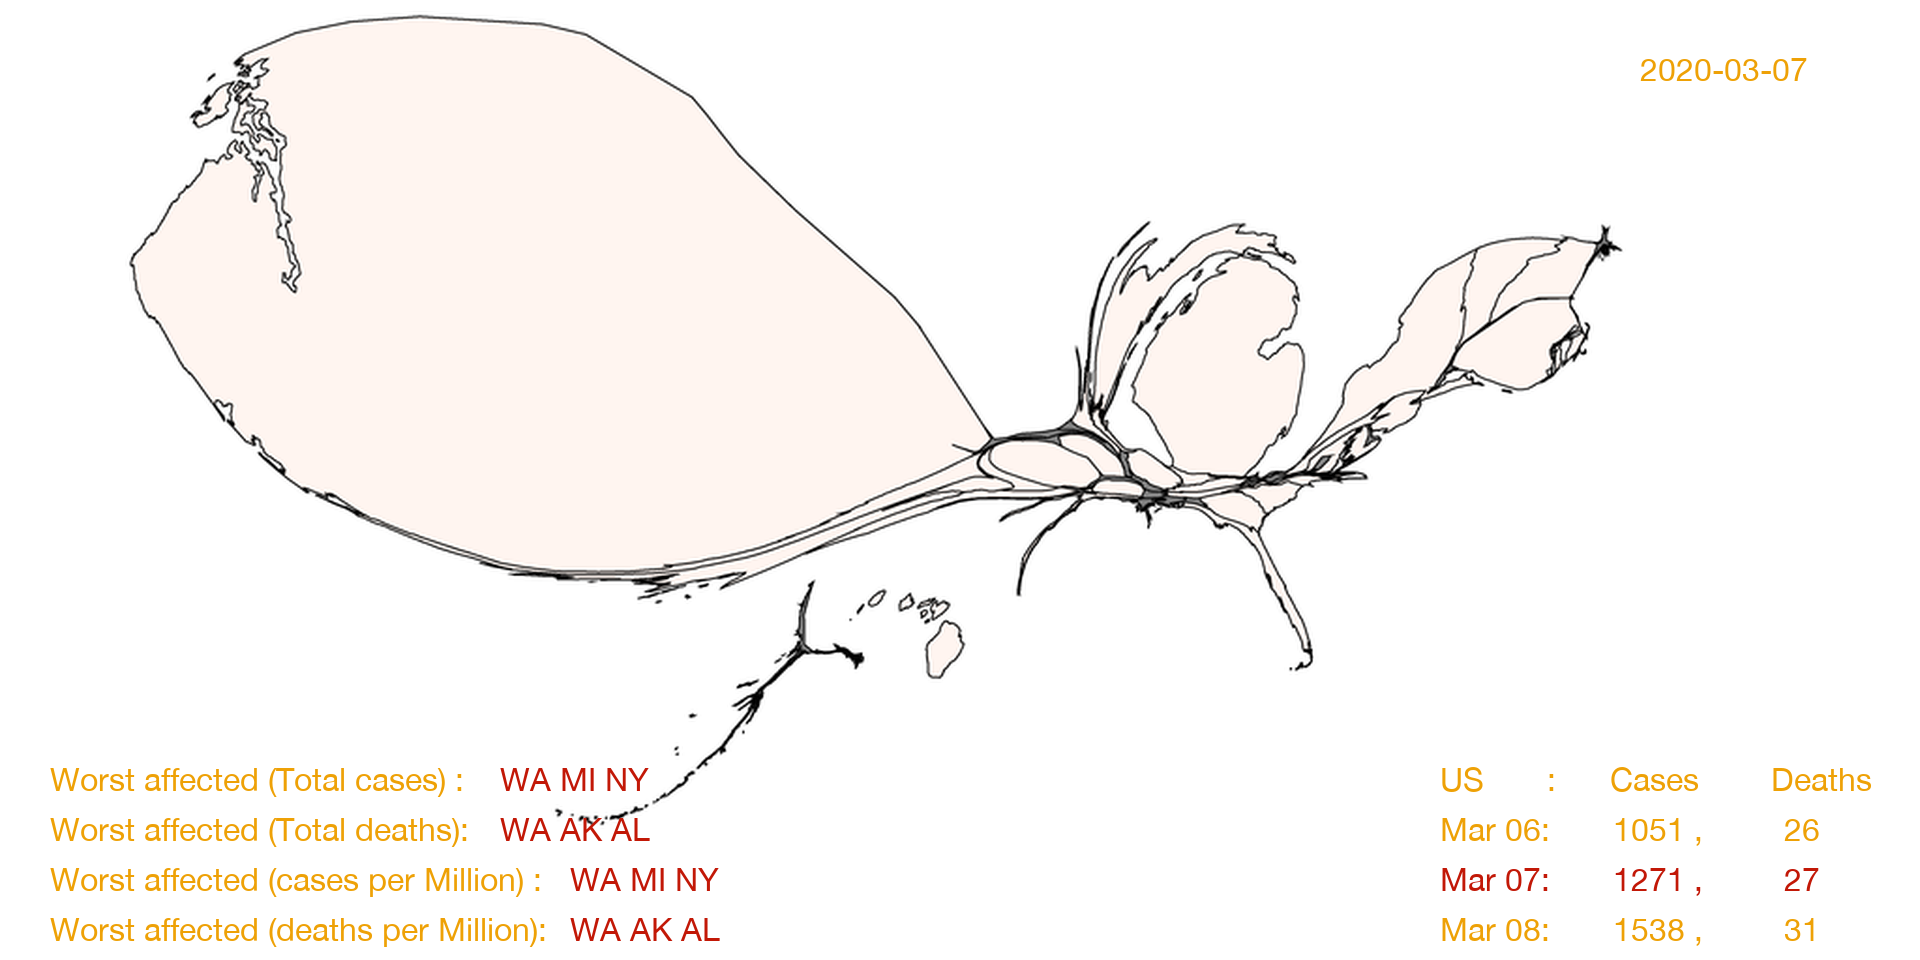 2020-03-07
Worst affected (Total cases) : WA MI NY
Worst affected (Total deaths): WA AK AL
Worst affected (cases per Million) : WA MI NY
Worst affected (deaths per Million): WA AK AL
US : Cases Deaths
Mar 06: 1051 , 26
Mar 07: 1271 , 27
Mar 08: 1538 , 31